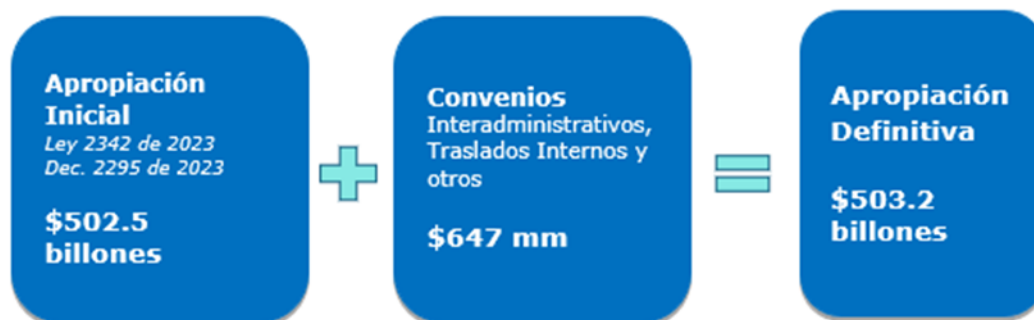 Apropiación
Inicial
Ley 2342 de 2023
Dec. 2295 de 2023
$502.5
billones
Convenios
Interadministrativos,
Traslados Internos y
otros
$647 mm
Apropiación
Definitiva
$503.2
billones